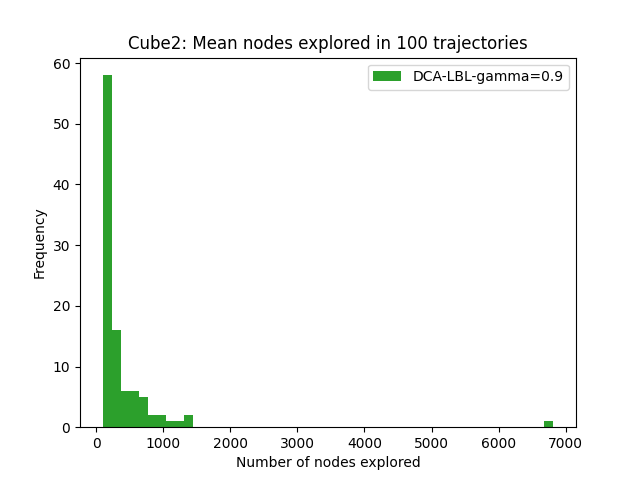 Cube2: Mean nodes explored in 100 trajectories
DCA-LBL-gamma=0.9
60
50
40
30
20
10
0
Frequency
0 1000 2000 3000 4000 5000 6000 7000
Number of nodes explored